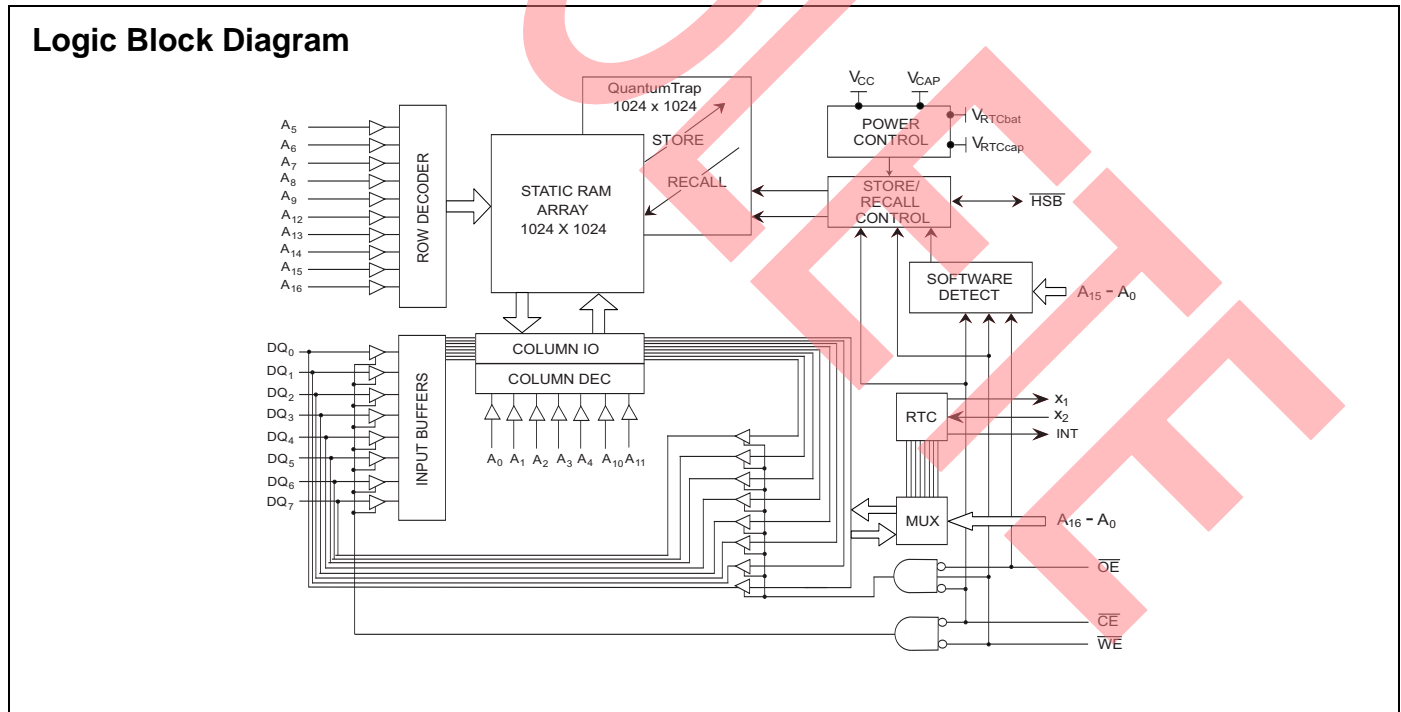 Logic Block Diagram
QuantumTrap
1024 x 1024
STORE
RECALL
STATIC RAM
ARRAY
1024 X 1024
ROW DECODER
A5
A6
A7
A8
A9
A12
A13
A14
A15
A16
VCC
VCAP
POWER
CONTROL
VRTCbat
VRTCcap
STORE/
RECALL
CONTROL
HSB
SOFTWARE
DETECT
A15 – A0
COLUMN IO
COLUMN DEC
INPUT BUFFERS
DQ0
DQ1
DQ2
DQ3
DQ4
DQ5
DQ6
DQ7
A0 A1 A2 A3 A4 A10 A11
RTC
x1
x2
INT
MUX
A16 – A0
OE
CE
WE